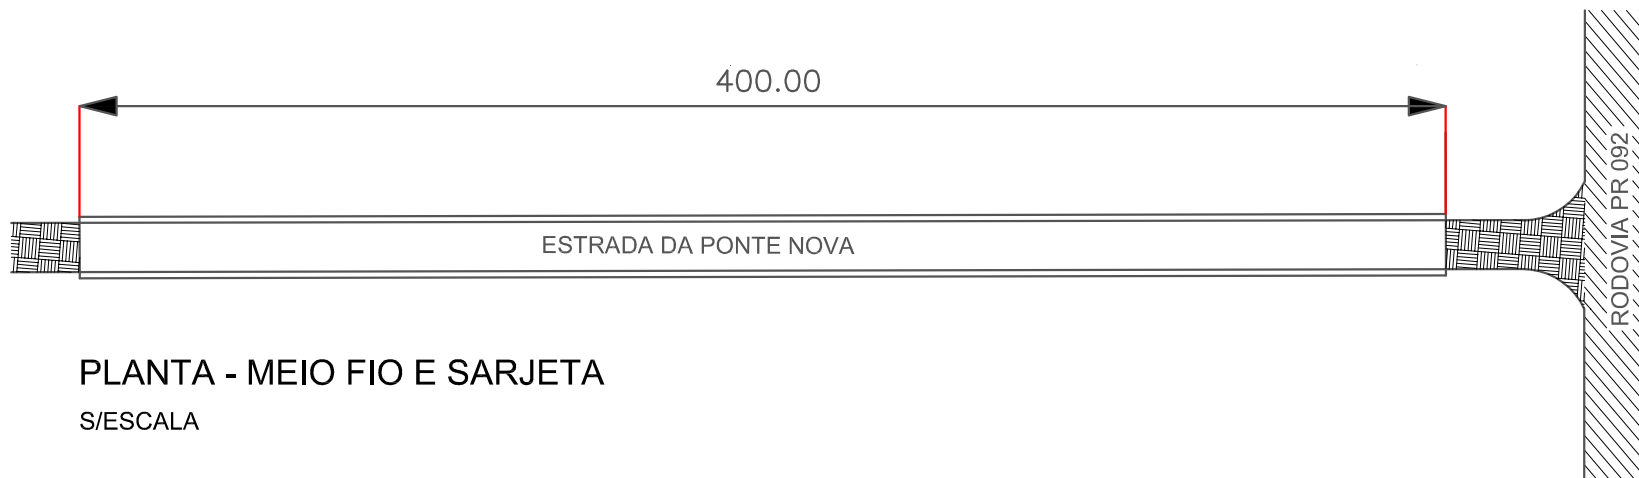 400.00
ESTRADA DA PONTE NOVA
RODOVIA PR 092
PLANTA - MEIO FIO E SARJETA
S/ESCALA